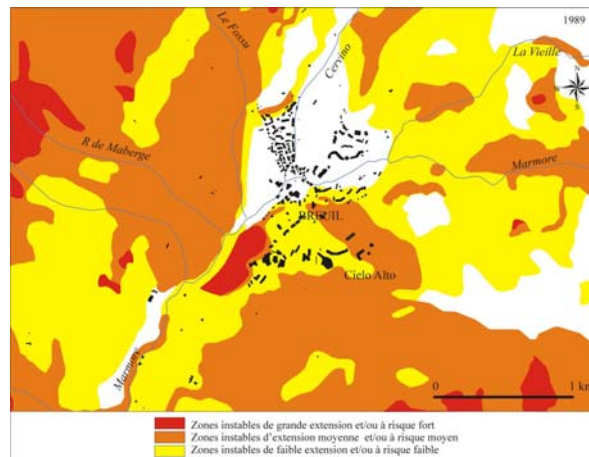 1989
Le Fossu
Cervino
La Vieille
N
R de Maberge
Marmore
BREUIL
Cielo Alto
Marmore
0 1 km
Zones instables de grande extension et/ou à risque fort
Zones instables d'extension moyenne et/ou à risque moyen
Zones instables de faible extension et/ou à risque faible